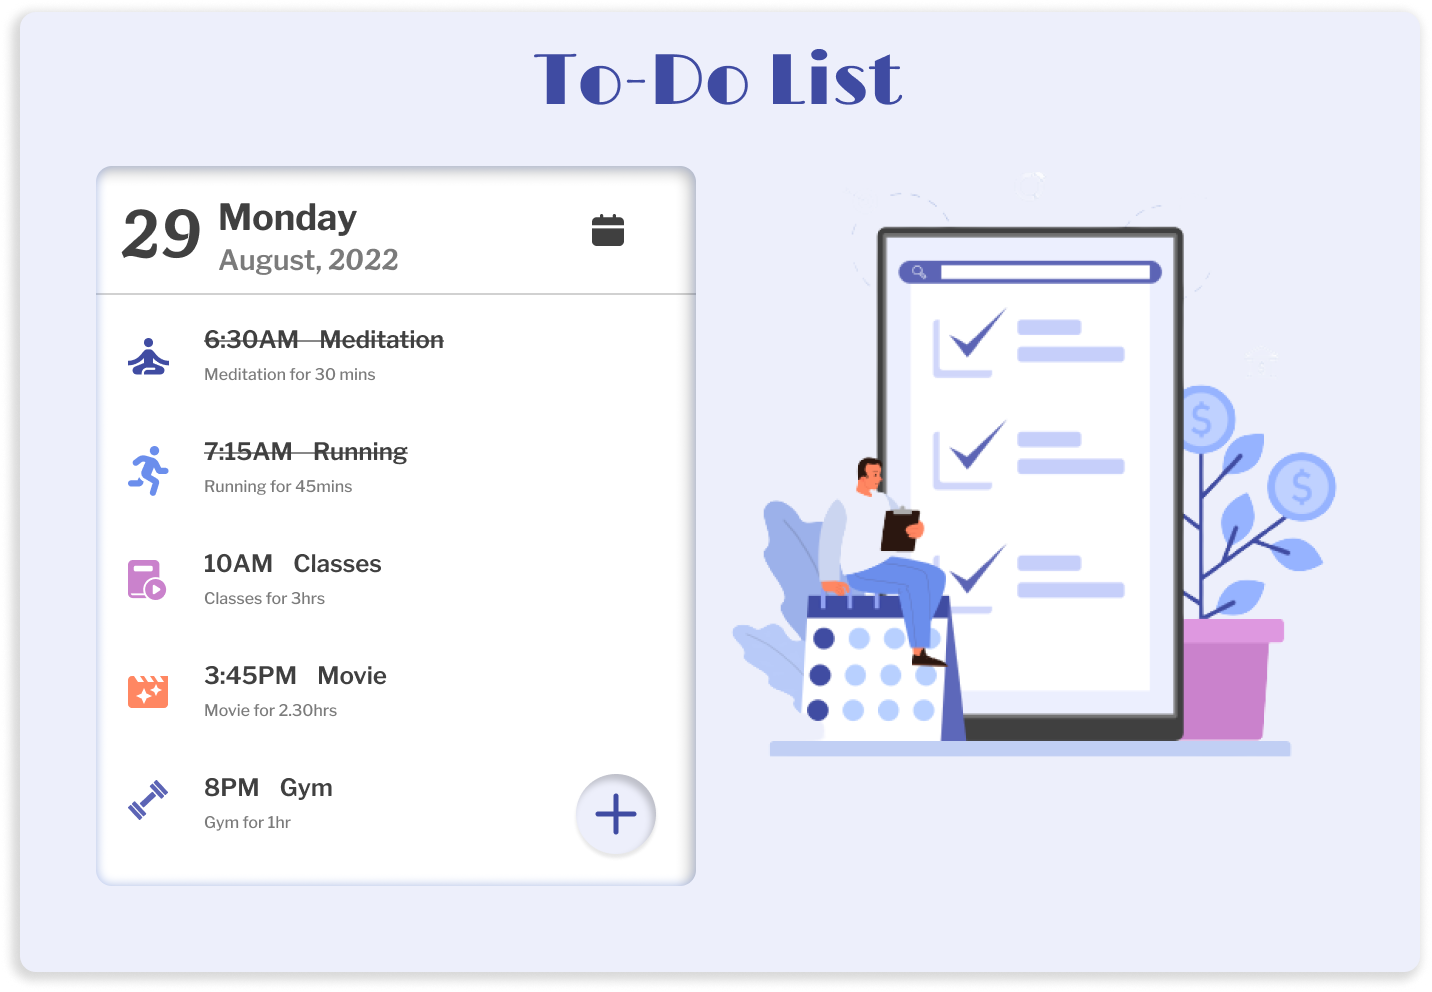 To-Do List
29
Monday
August, 2022
6:30AM Meditation
Meditation for 30 mins
7:15AM Running
Running for 45mins
10AM Classes
Classes for 3hrs
3:45PM Movie
Movie for 2.30hrs
8PM Gym
Gym for 1hr
$
$